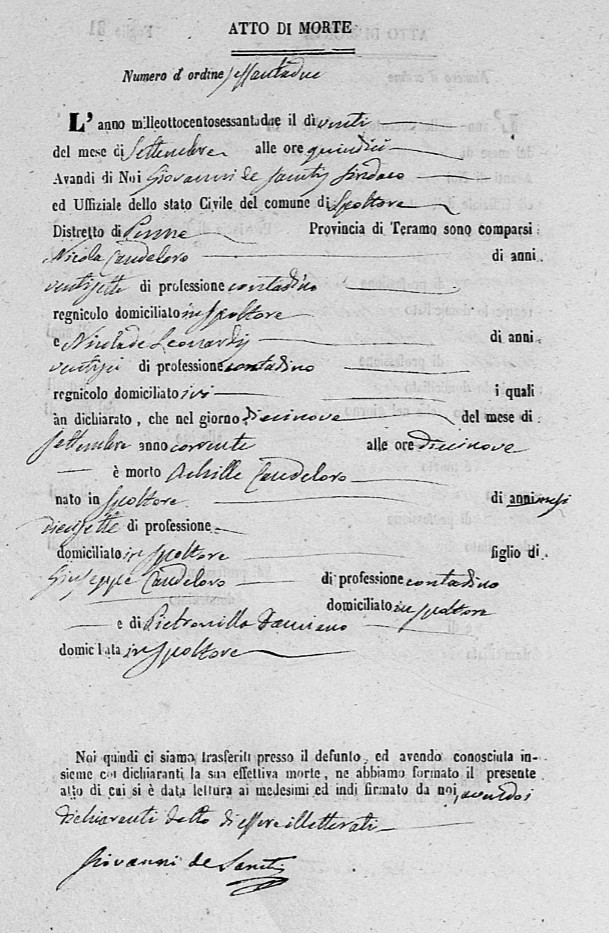 ATTO DI MORTE
Numero d' ordine sessantadue
L' anno milleottocentosessantadue il dì venti
del mese di Settembre alle ore quindici
Avandi di Noi Giovanni de Sanctis Sindaco
ed Uffiziale dello stato Civile del comune di Spoltore
Distretto di Penne Provincia di Teramo sono comparsi
Nicola Candeloro di anni
ventisette di professione contadino
regnicolo domiciliato in Spoltore
e Nicola de Leonardis di anni
ventisei di professione contadino
regnicolo domiciliato ivi i quali
àn dichiarato, che nel giorno Diecinove del mese di
Settembre anno corrente alle ore diecinove
è morto Achille Candeloro
nato in Spoltore di anni mesi
diecisette di professione
domiciliato in Spoltore figlio di
Giuseppe Candeloro di professione contadino
domiciliato in Spoltore
e di Pietronilla Damiano
domiciliata in Spoltore
Noi quindi ci siamo trasferiti presso il defunto, ed avendo conosciuta in-
sieme coi dichiaranti la sua effettiva morte, ne abbiamo formato il presente
atto di cui si è data lettura ai medesimi ed indi firmato da noi, avendo i
dichiaranti detto di essere illetterati
Giovanni de Sanctis